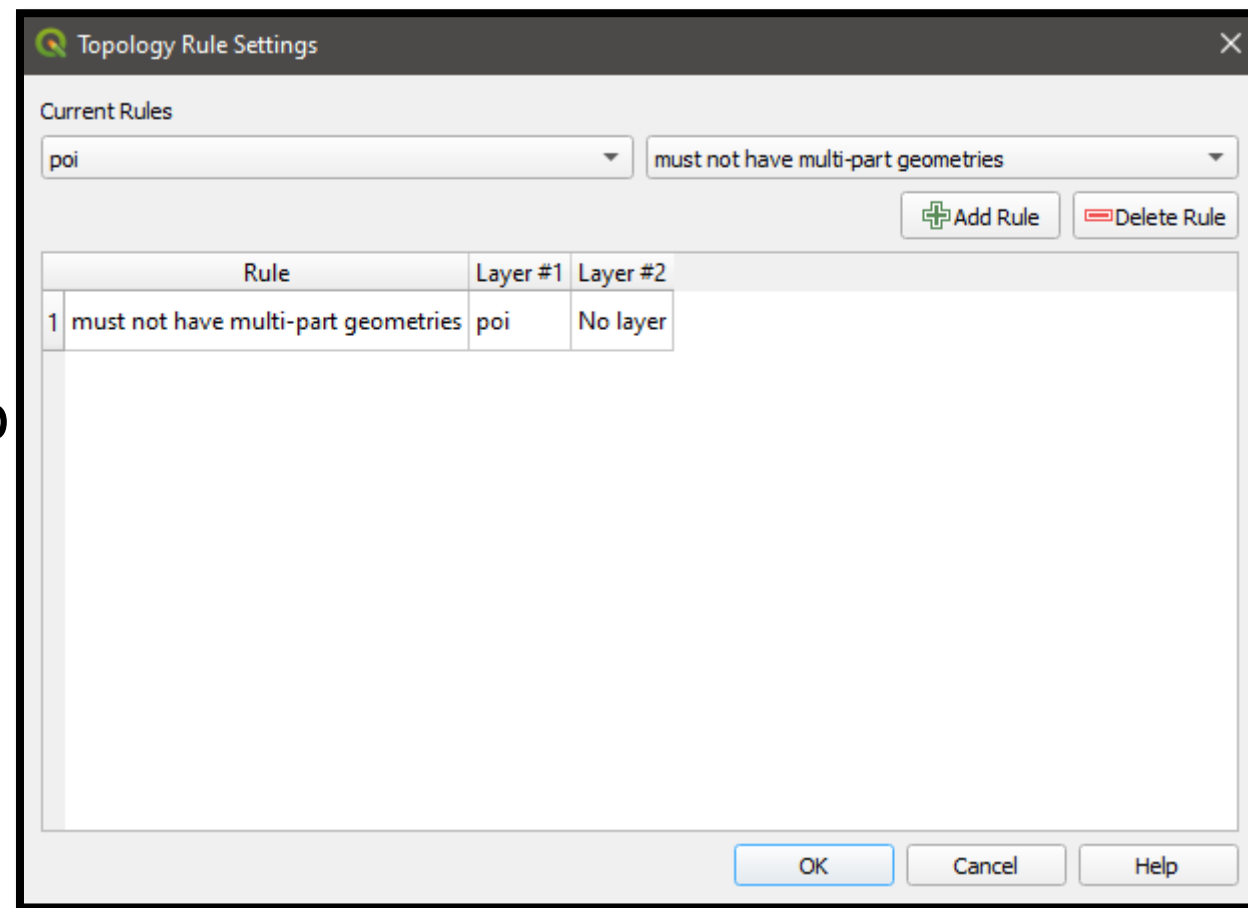 Topology Rule Settings
Current Rules
poi must not have multi-part geometries
Add Rule Delete Rule
Rule Layer #1 Layer #2
1 must not have multi-part geometries poi No layer
OK Cancel Help